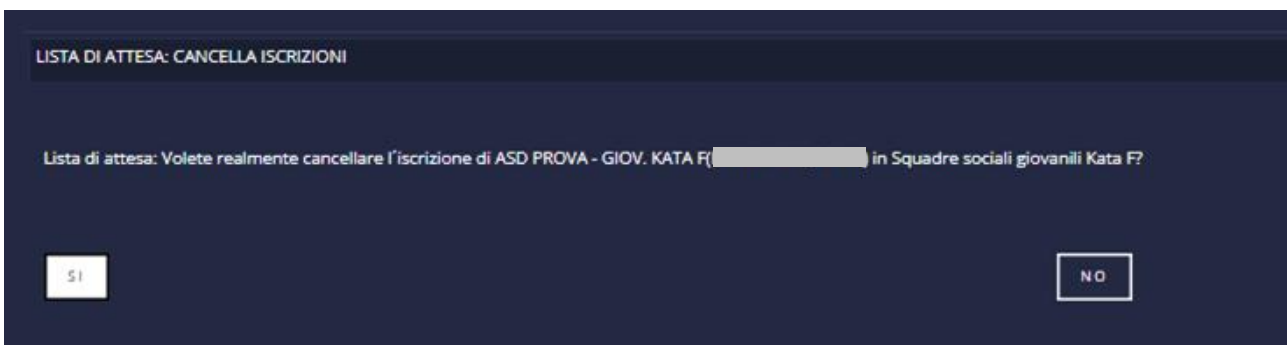 LISTA DI ATTESA: CANCELLA ISCRIZIONI
Lista di attesa: Volete realmente cancellare l´iscrizione di ASD PROVA - GIOV. KATA F( ) in Squadre sociali giovanili Kata F?
SI
NO